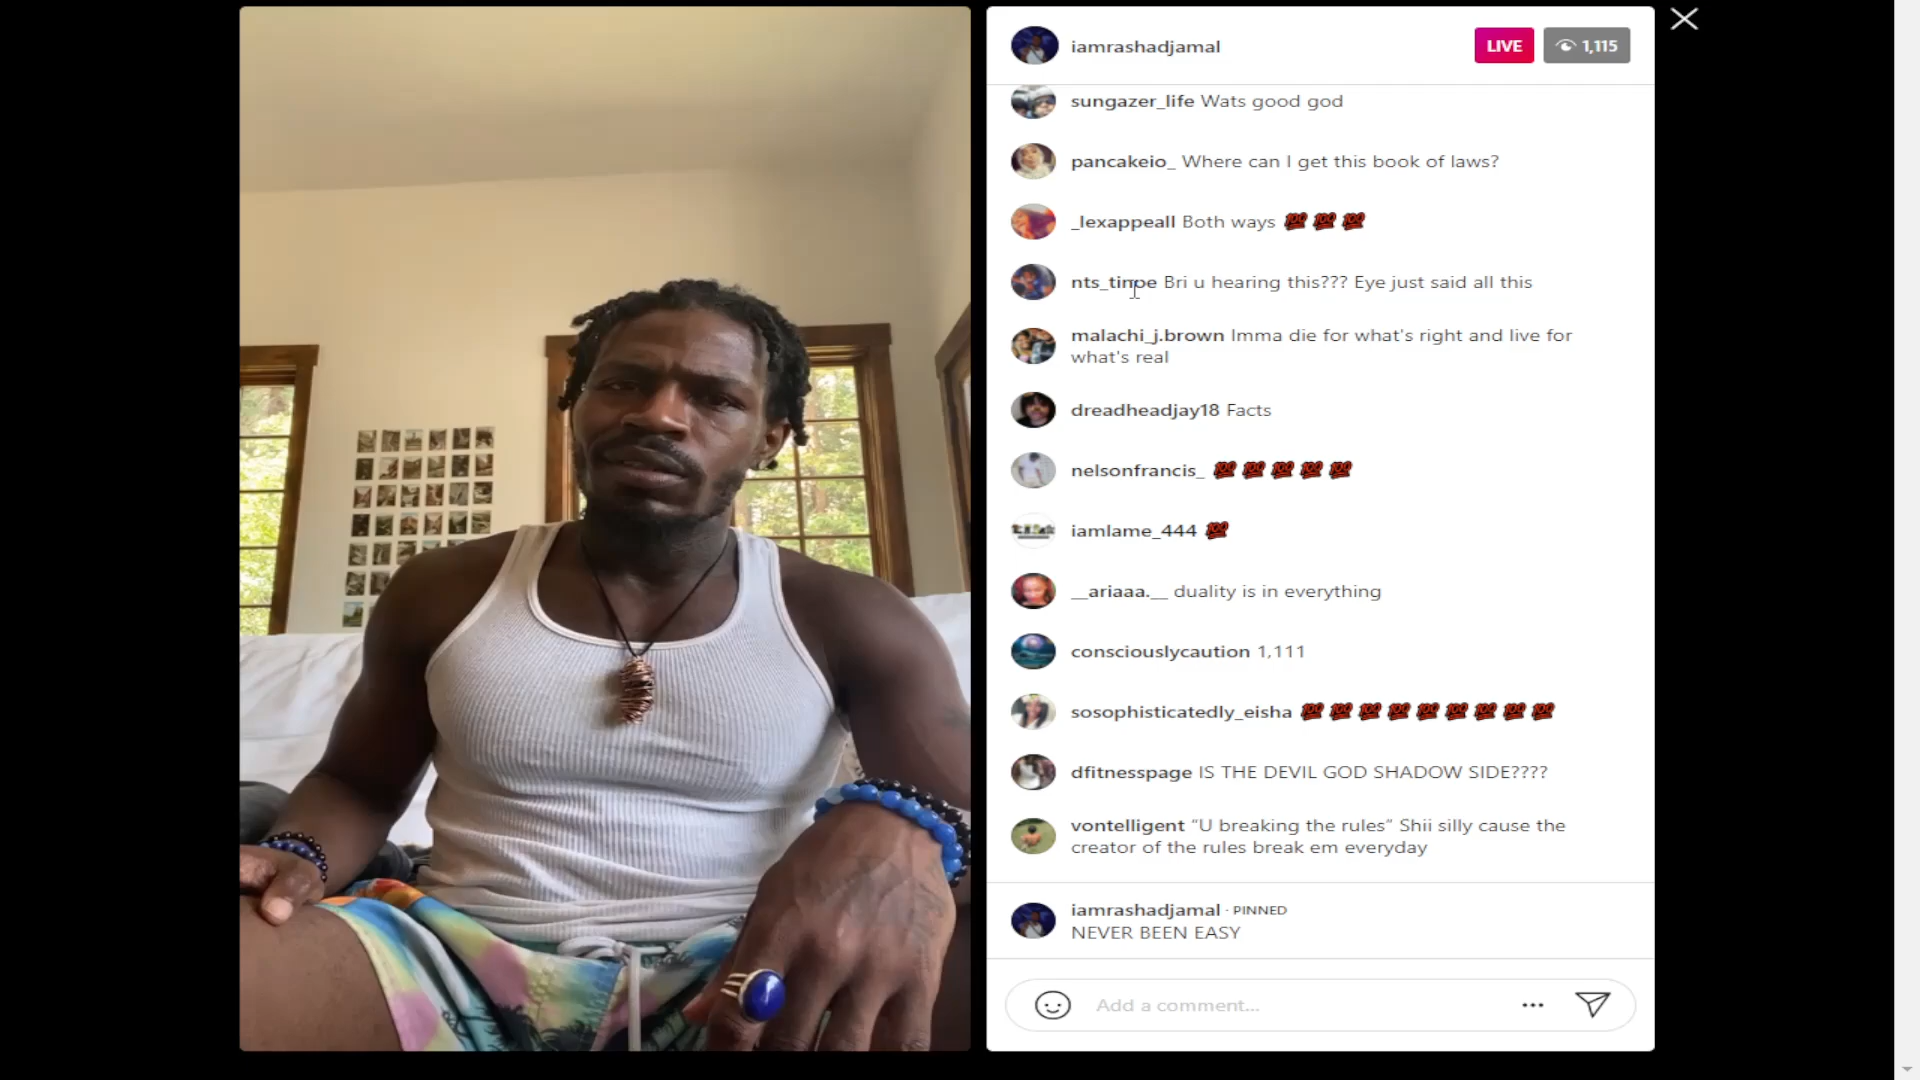 iamrashadjamal
LIVE
1,115
sungazer_life Wats good god
pancakeio_ Where can I get this book of laws?
_lexappeall Both ways 💯 💯 💯
nts_timoe Bri u hearing this??? Eye just said all this
malachi_j.brown Imma die for what's right and live for
what's real
dreadheadjay18 Facts
nelsonfrancis_ 💯 💯 💯 💯 💯
iamlame_444 💯
__ariaaa.__ duality is in everything
consciouslycaution 1,111
sosophisticatedly_eisha 💯 💯 💯 💯 💯 💯 💯 💯 💯
dfitnesspage IS THE DEVIL GOD SHADOW SIDE????
vontelligent “U breaking the rules” Shii silly cause the
creator of the rules break em everyday
iamrashadjamal · PINNED
NEVER BEEN EASY
Add a comment...